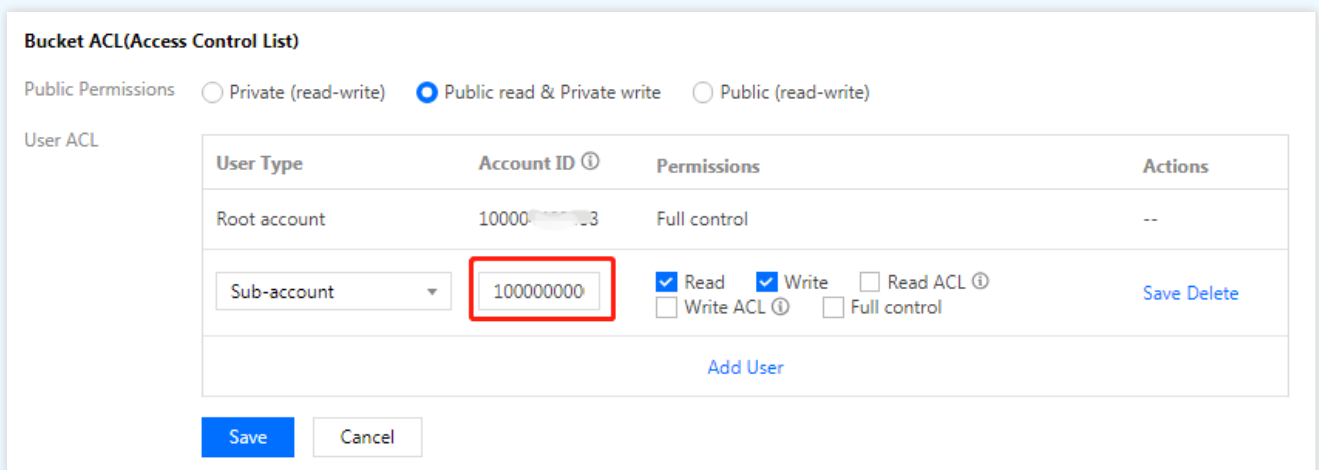 Bucket ACL(Access Control List)
Public Permissions Private (read-write) Public read & Private write Public (read-write)
User ACL
User Type Account ID Permissions Actions
Root account Full control --
Sub-account 100000000 Read Write Read ACL Save Delete
Write ACL Full control
Add User
Save Cancel